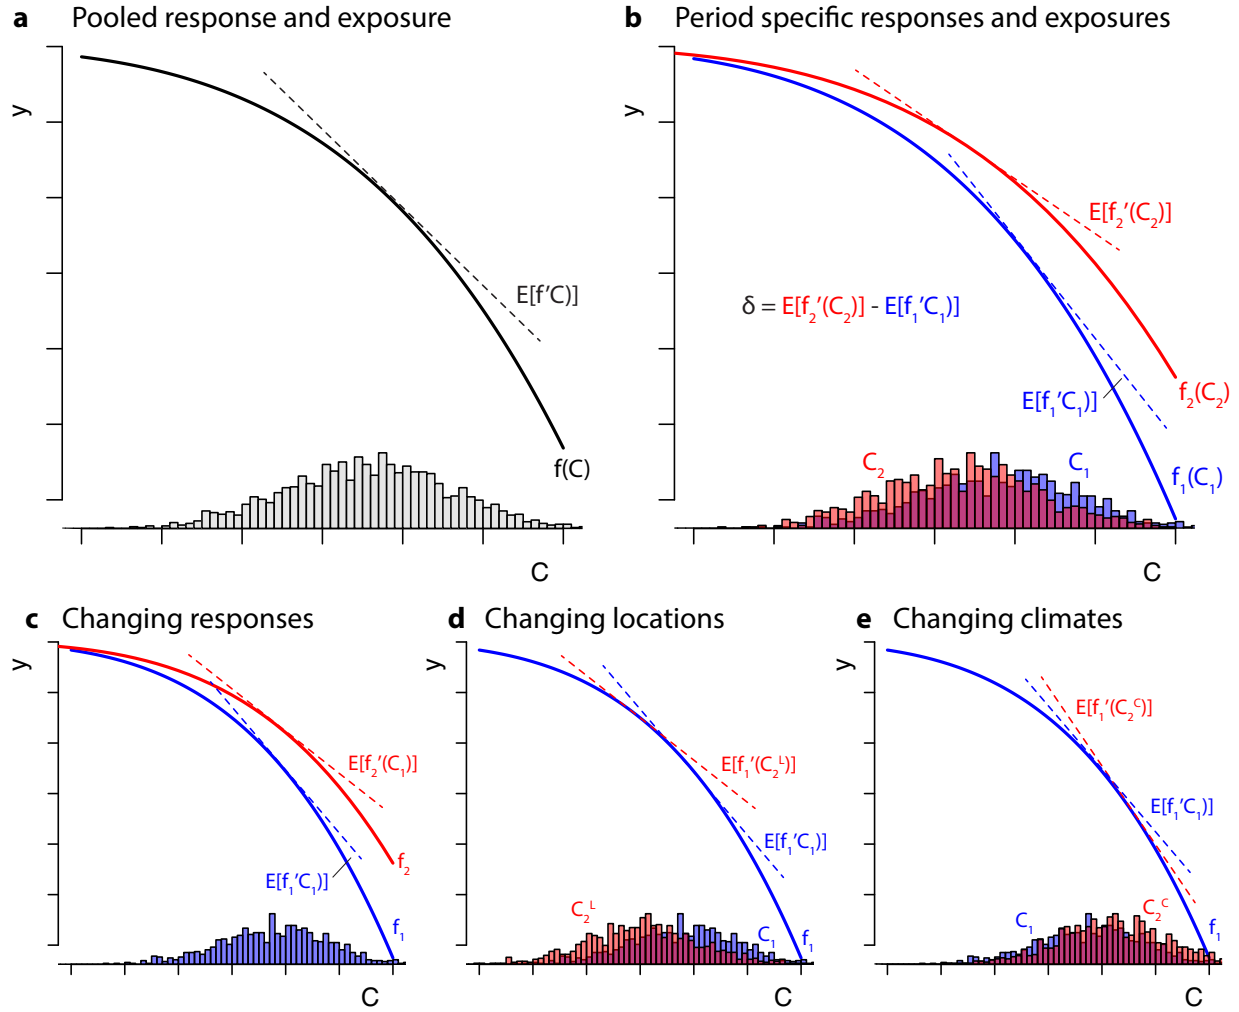 a Pooled response and exposure
y
E[f'C)]
f(C)
C
b Period specific responses and exposures
y
E[f₂'(C₂)]
δ = E[f₂'(C₂)] - E[f₁'C₁)]
E[f₁'C₁)]
f₂(C₂)
C₂
C₁
f₁(C₁)
C
c Changing responses
y
E[f₂'(C₁)]
f₂
E[f₁'C₁)]
f₁
C
d Changing locations
y
E[f₁'(C₂ᴸ)]
E[f₁'C₁)]
C₂ᴸ
C₁
f₁
C
e Changing climates
y
E[f₁'(C₂ᶜ)]
E[f₁'C₁)]
C₁
C₂ᶜ
f₁
C